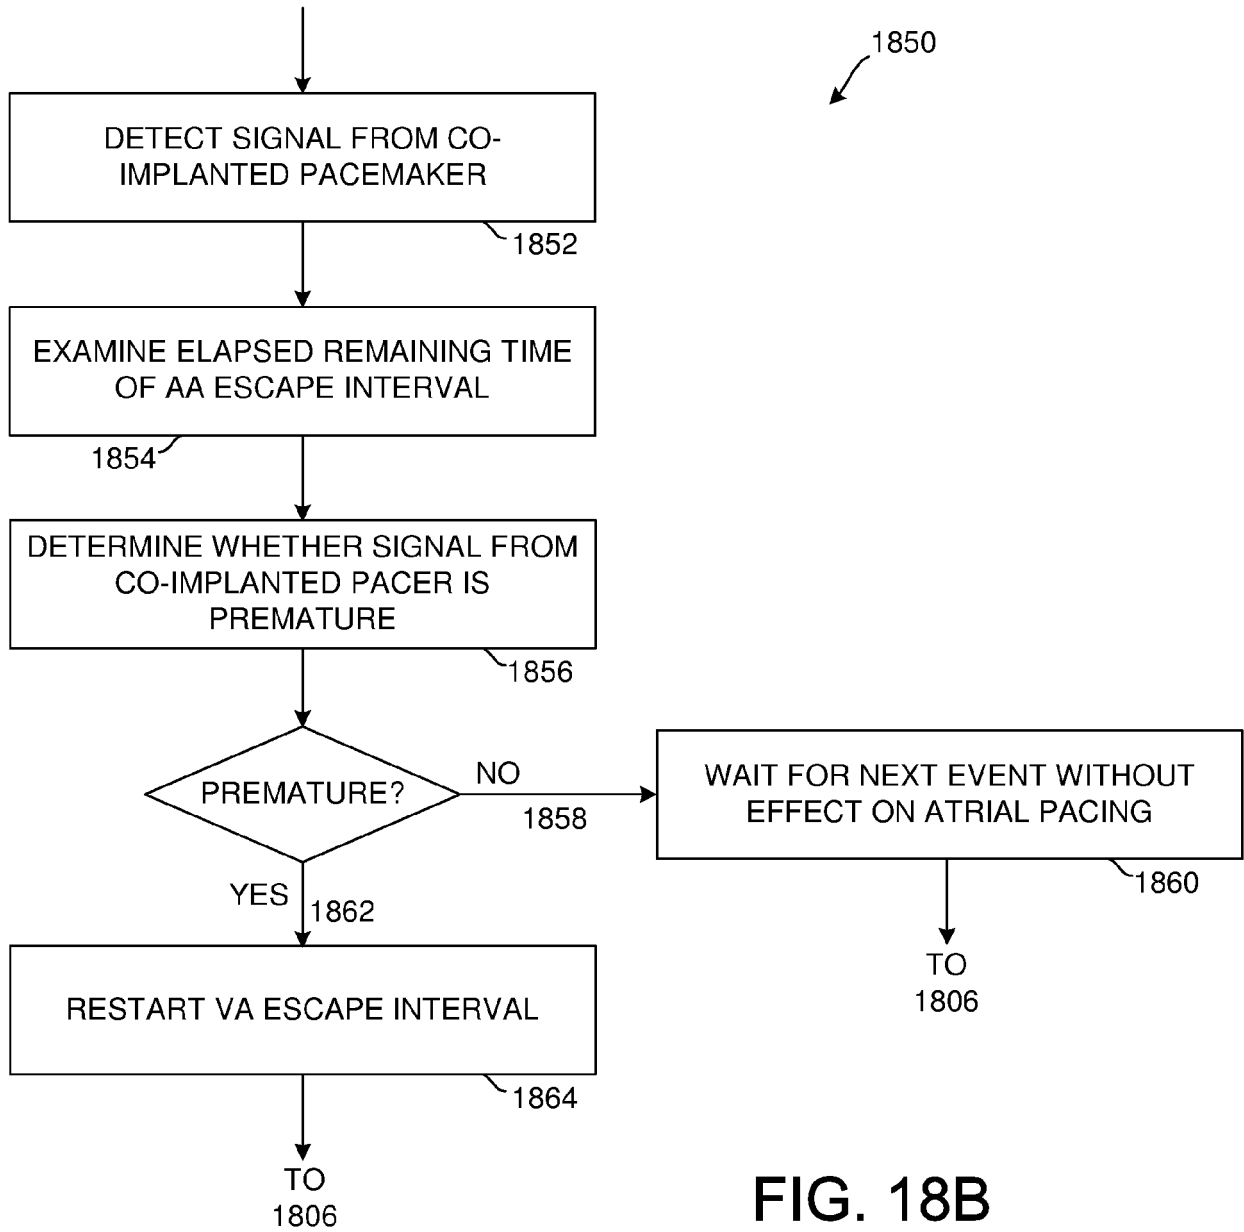 1850
DETECT SIGNAL FROM CO-
IMPLANTED PACEMAKER
1852
EXAMINE ELAPSED REMAINING TIME
OF AA ESCAPE INTERVAL
1854
DETERMINE WHETHER SIGNAL FROM
CO-IMPLANTED PACER IS
PREMATURE
1856
PREMATURE?
NO
1858
WAIT FOR NEXT EVENT WITHOUT
EFFECT ON ATRIAL PACING
1860
TO
1806
YES
1862
RESTART VA ESCAPE INTERVAL
1864
TO
1806
FIG. 18B